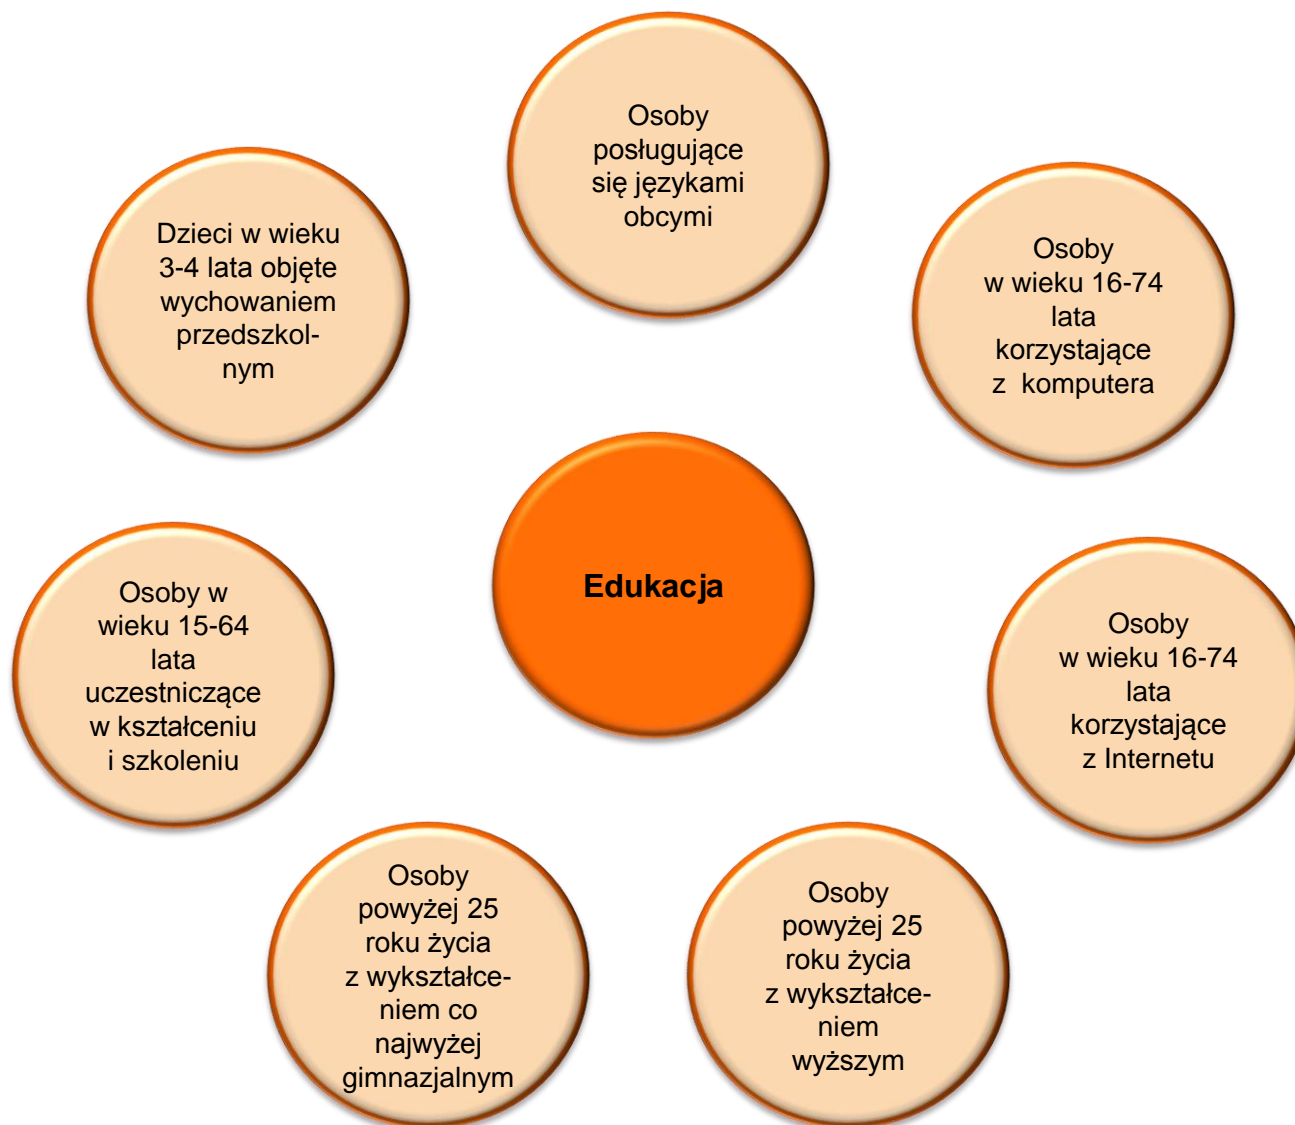 Osoby
posługujące
się językami
obcymi
Dzieci w wieku
3-4 lata objęte
wychowaniem
przedszkol-
nym
Osoby
w wieku 16-74
lata
korzystające
z komputera
Edukacja
Osoby w
wieku 15-64
lata
uczestniczące
w kształceniu
i szkoleniu
Osoby
w wieku 16-74
lata
korzystające
z Internetu
Osoby
powyżej 25
roku życia
z wykształce-
niem co
najwyżej
gimnazjalnym
Osoby
powyżej 25
roku życia
z wykształce-
niem
wyższym